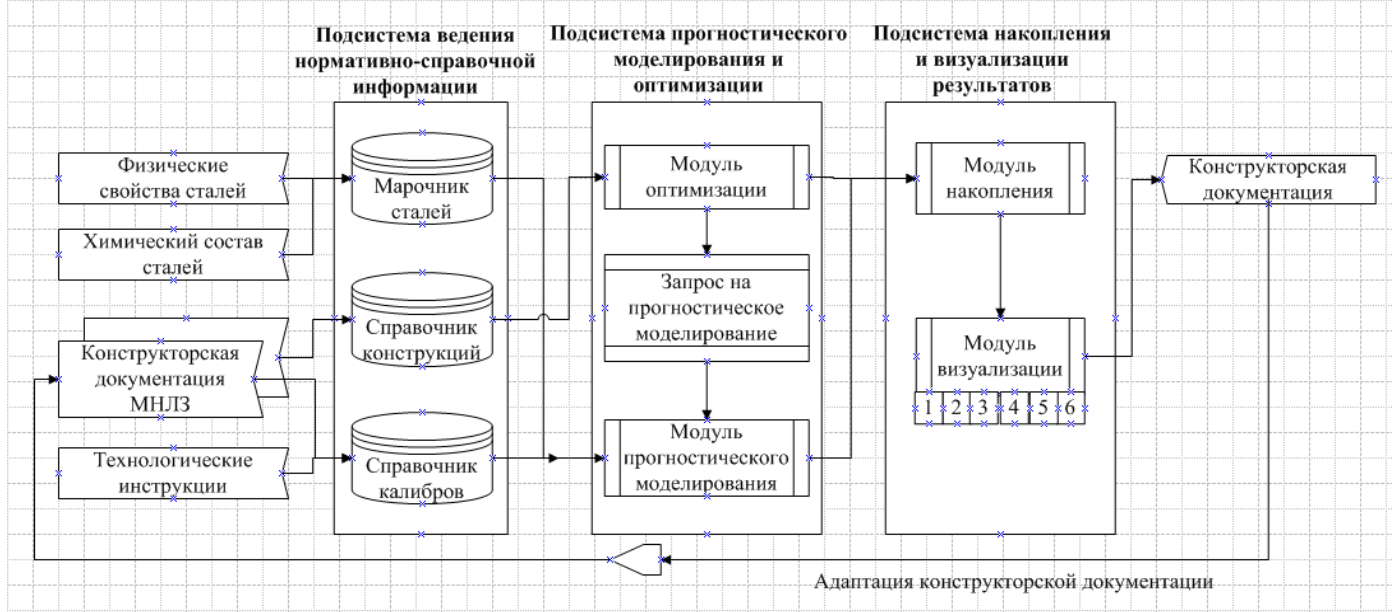 Подсистема ведения
нормативно-справочной
информации
Подсистема прогностического
моделирования и
оптимизации
Подсистема накопления
и визуализации
результатов
Физические
свойства сталей
Химический состав
сталей
Конструкторская
документация
МНЛЗ
Технологические
инструкции
Марочник
сталей
Справочник
конструкций
Справочник
калибров
Модуль
оптимизации
Запрос на
прогностическое
моделирование
Модуль
прогностического
моделирования
Модуль
накопления
Модуль
визуализации
1 2 3 4 5 6
Конструкторская
документация
Адаптация конструкторской документации